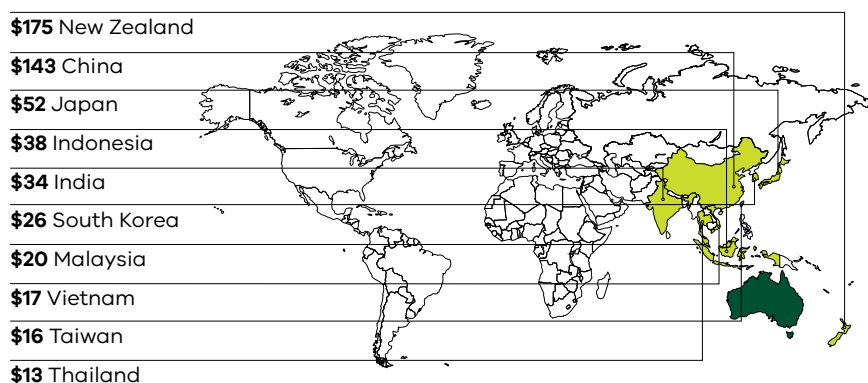 $175 New Zealand
$143 China
$52 Japan
$38 Indonesia
$34 India
$26 South Korea
$20 Malaysia
$17 Vietnam
$16 Taiwan
$13 Thailand